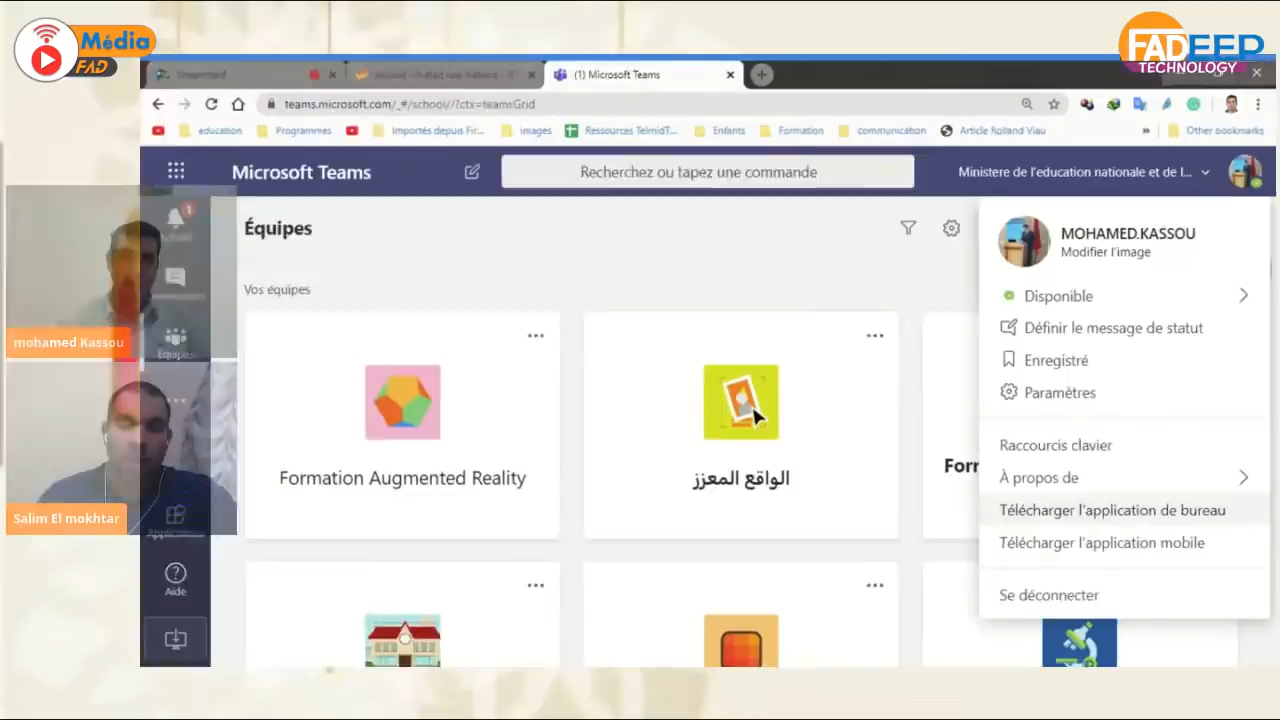 Média
FAD
FADEEP
TECHNOLOGY
(1) Microsoft Teams
teams.microsoft.com/_#/school//?ctx=teamsGrid
education
Programmes
Importés depuis Fir...
images
Ressources TelmidT...
Enfants
Formation
communication
Article Rolland Viau
»
Other bookmarks
Microsoft Teams
Recherchez ou tapez une commande
Ministere de l'education nationale et de l...
1
Équipes
Aide
mohamed Kassou
Salim El mokhtar
Équipes
Vos équipes
Formation Augmented Reality
الواقع المعزز
Forr
MOHAMED.KASSOU
Modifier l'image
Disponible
Définir le message de statut
Enregistré
Paramètres
Raccourcis clavier
À propos de
Télécharger l'application de bureau
Télécharger l'application mobile
Se déconnecter